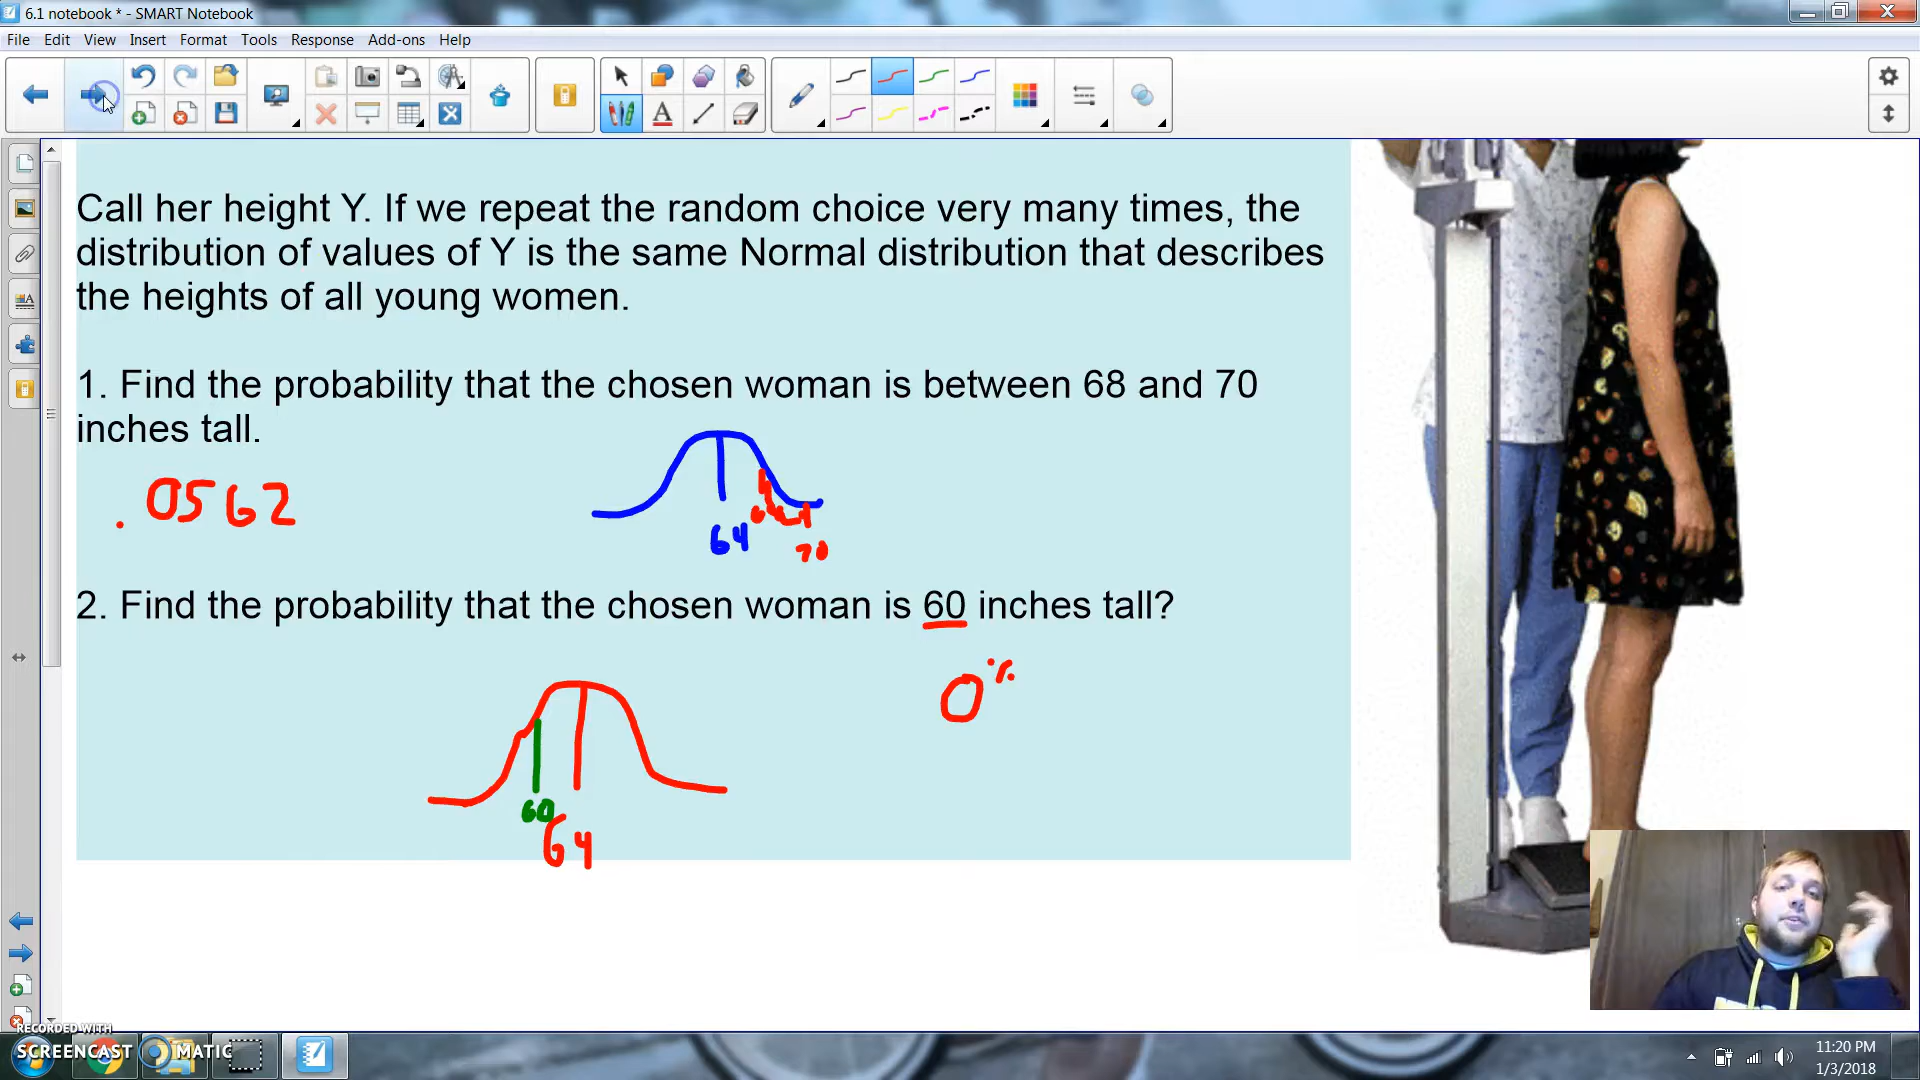 6.1 notebook * - SMART Notebook
File Edit View Insert Format Tools Response Add-ons Help
Call her height Y. If we repeat the random choice very many times, the
distribution of values of Y is the same Normal distribution that describes
the heights of all young women.
1. Find the probability that the chosen woman is between 68 and 70
inches tall.
.0562
64
70
2. Find the probability that the chosen woman is 60 inches tall?
0%
60
64
RECORDED WITH
SCREENCAST MATIC
11:20 PM
1/3/2018